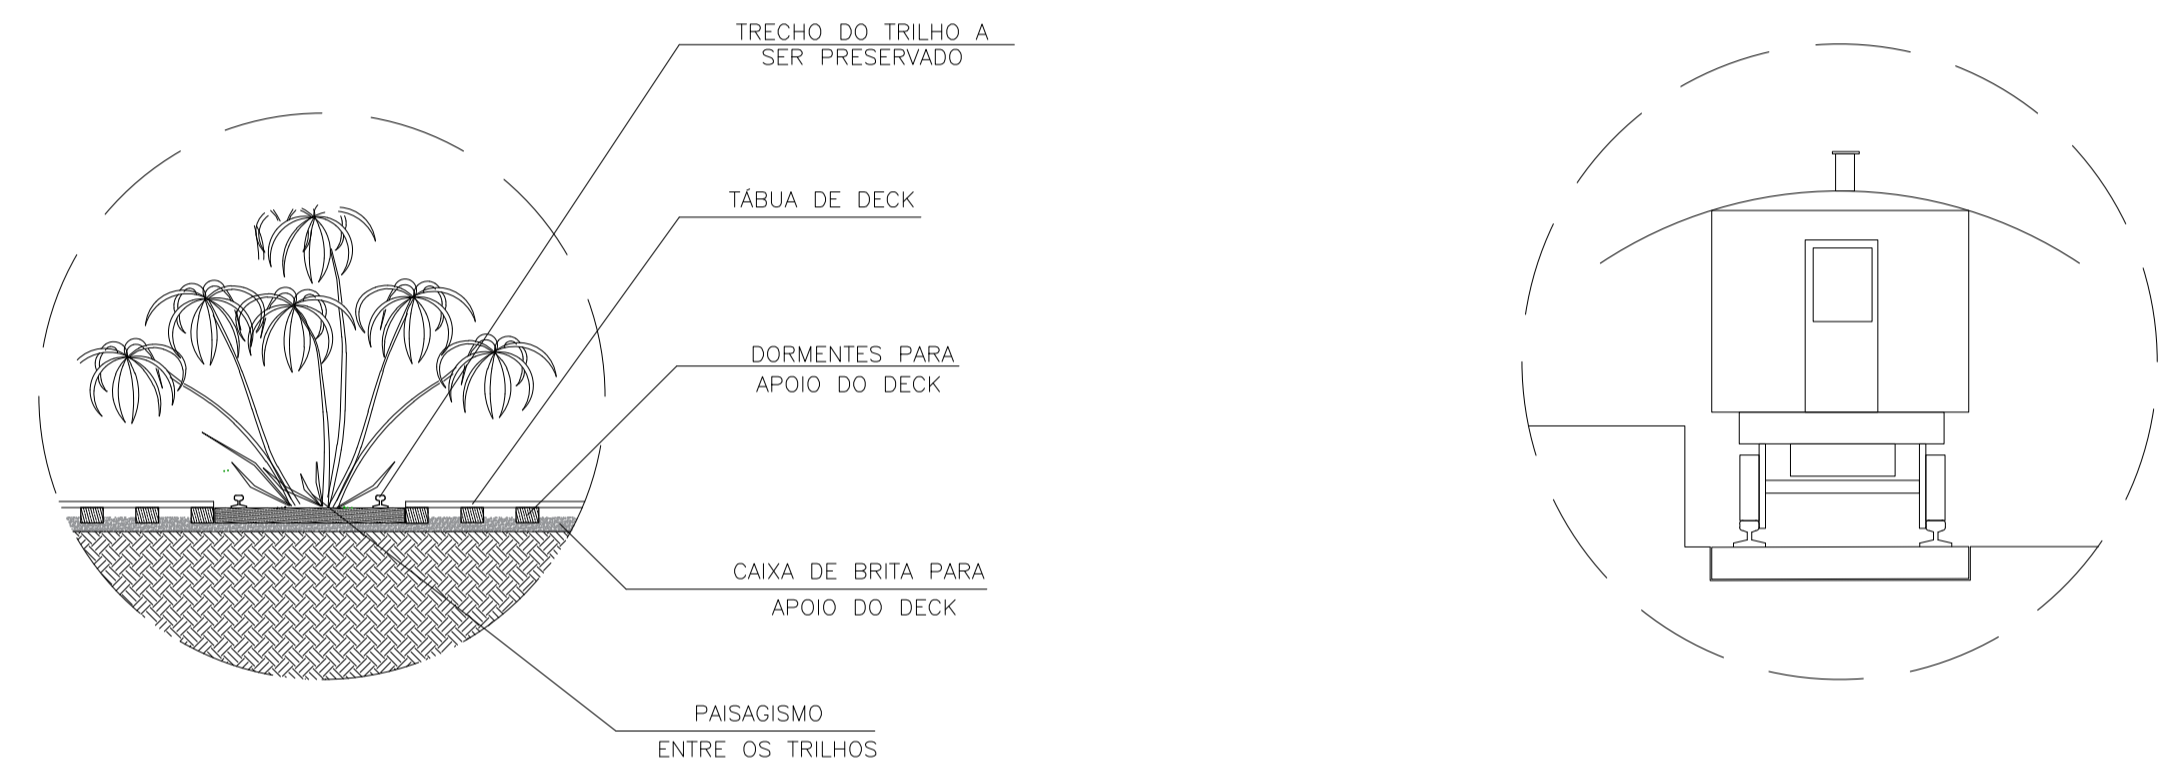 TRECHO DO TRILHO A
SER PRESERVADO
TÁBUA DE DECK
DORMENTES PARA
APOIO DO DECK
CAIXA DE BRITA PARA
APOIO DO DECK
PAISAGISMO
ENTRE OS TRILHOS